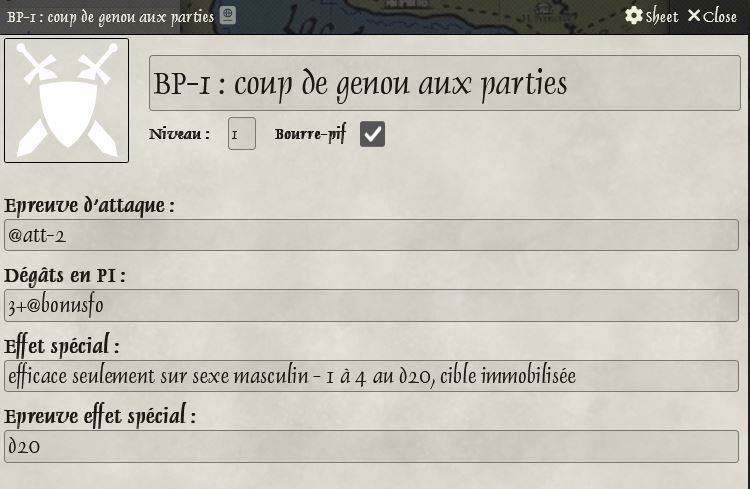 BP-1 : coup de genou aux parties Sheet Close
BP-1 : coup de genou aux parties
Niveau : 1 Bourre-pif
Epreuve d'attaque :
@att-2
Dégâts en PI :
3+@bonusfo
Effet spécial :
efficace seulement sur sexe masculin - 1 à 4 au d20, cible immobilisée
Epreuve effet spécial :
d20